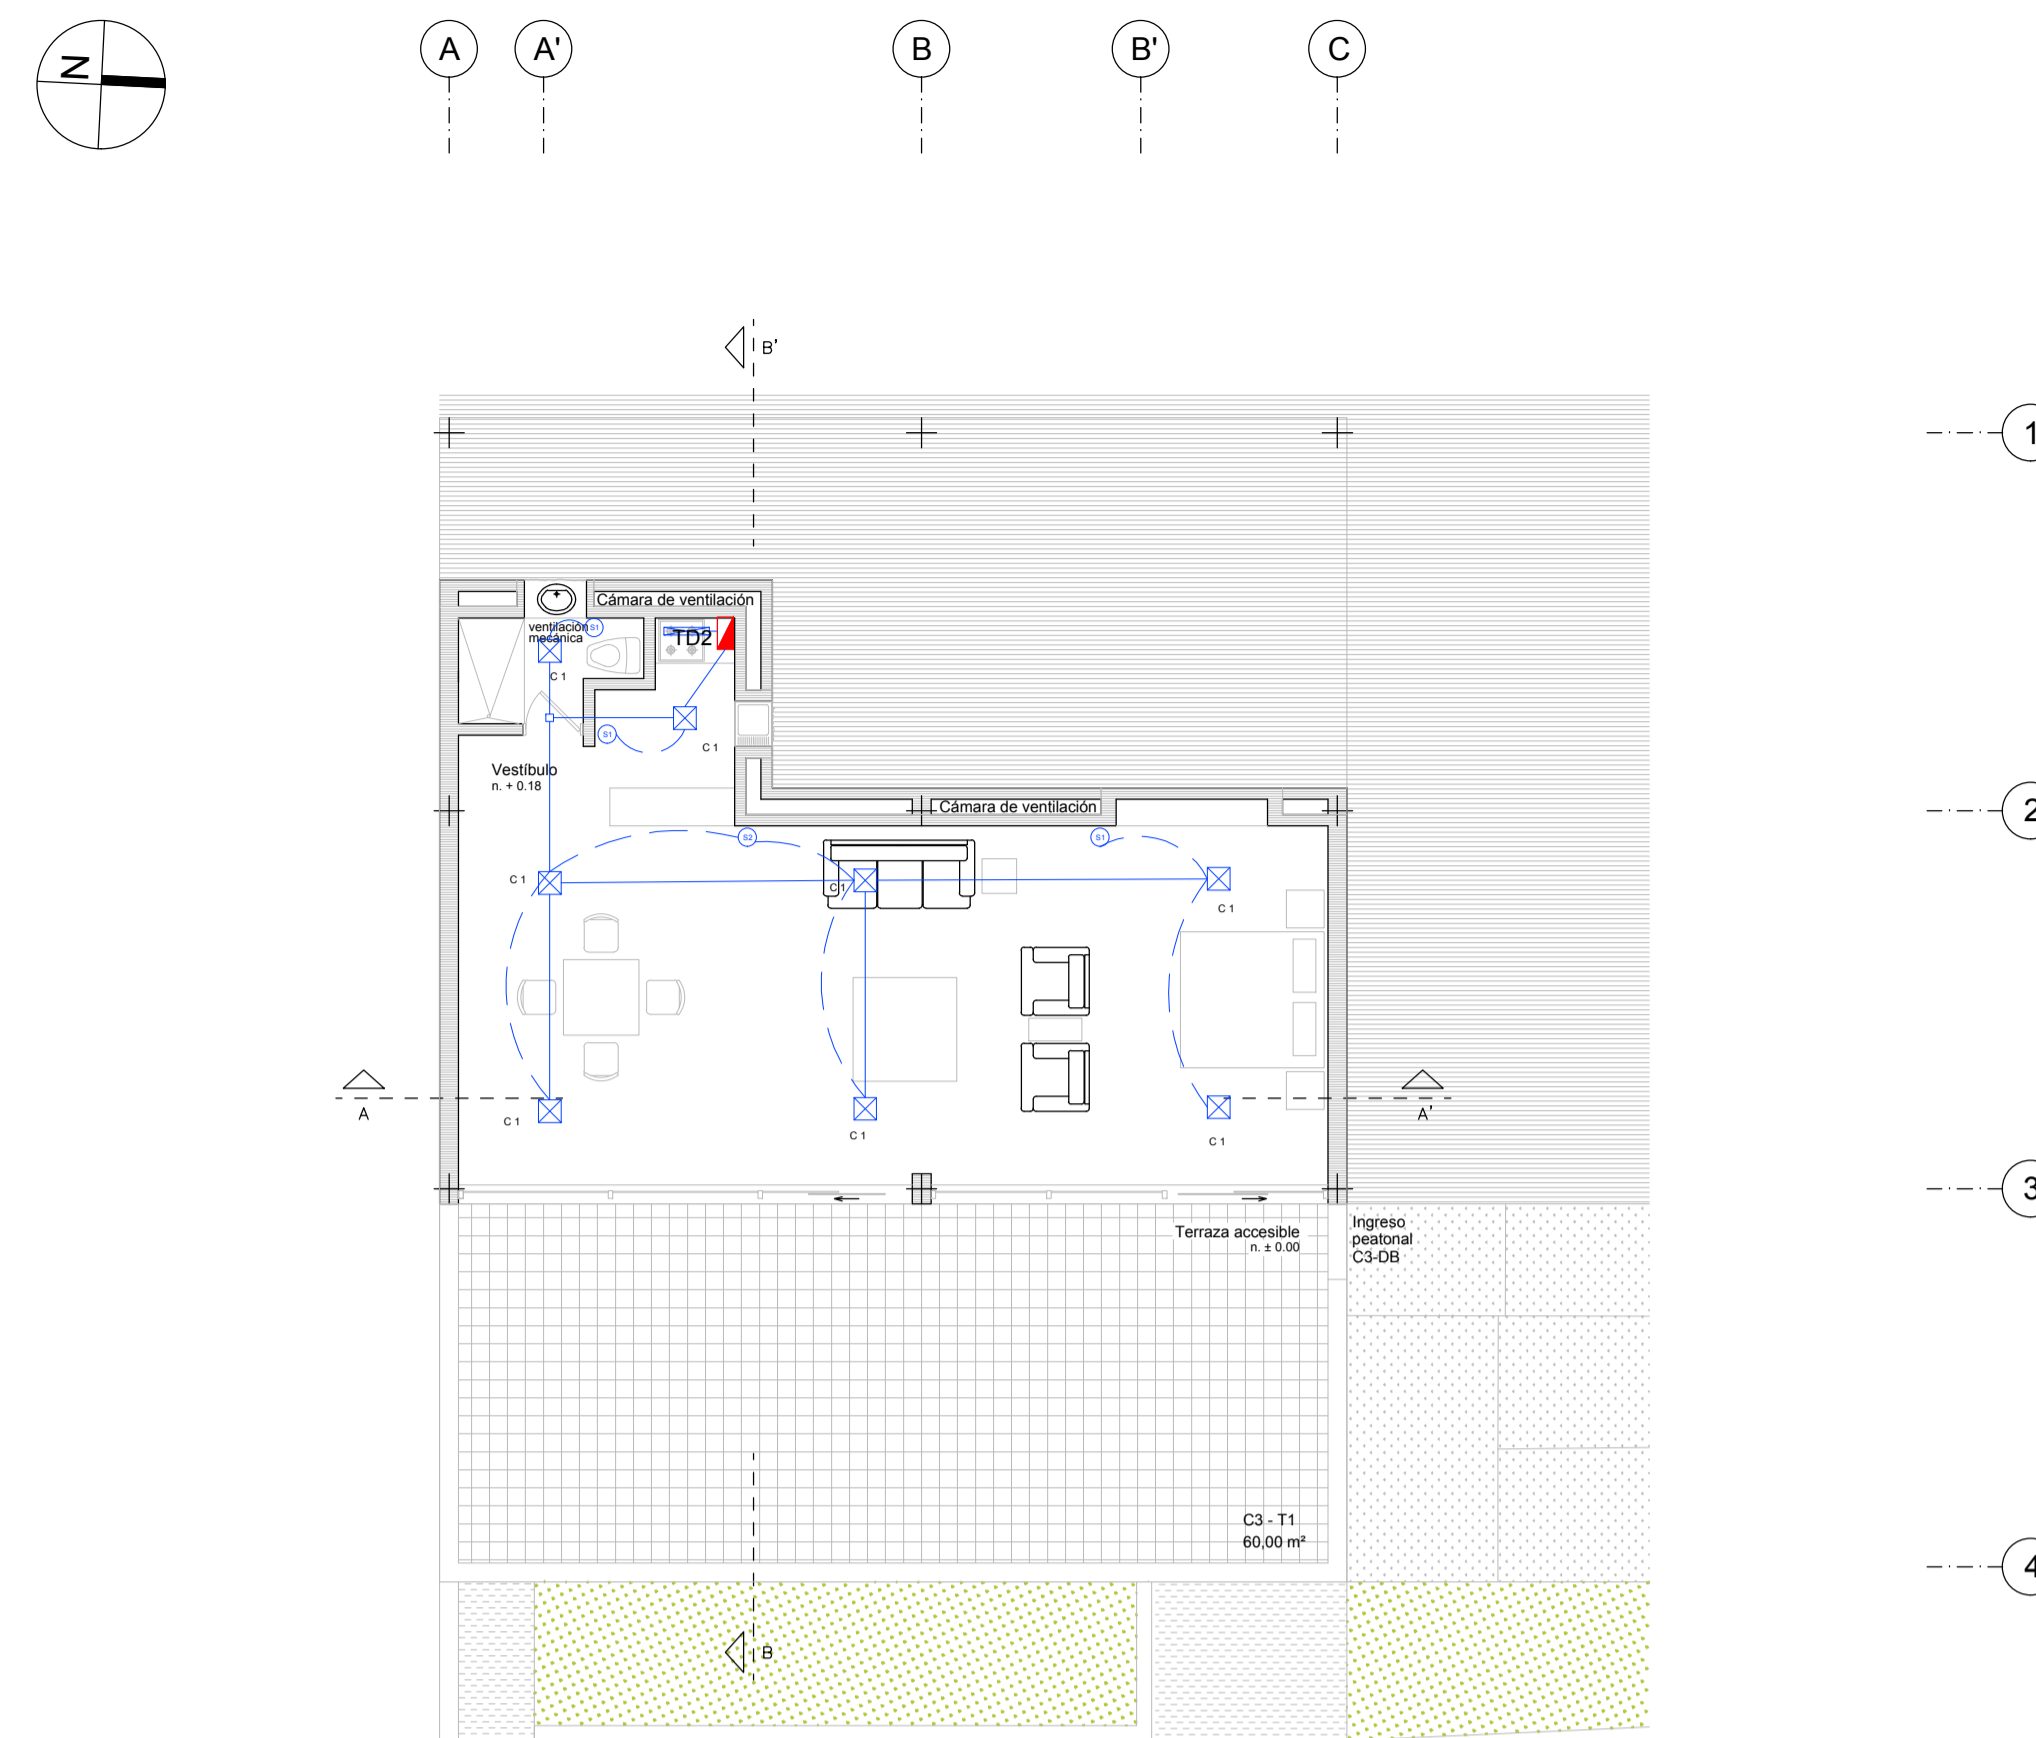 N
A
A'
B
B'
C
B'
1
Cámara de ventilación
ventilación
mecánica
S1
TD2
C 1
S1
C 1
Vestíbulo
n. + 0.18
2
Cámara de ventilación
S2
S1
C 1
C 1
C 1
A
A'
C 1
C 1
C 1
3
Terraza accesible
n. ± 0.00
Ingreso
peatonal
C3-DB
C3 - T1
60,00 m²
4
B